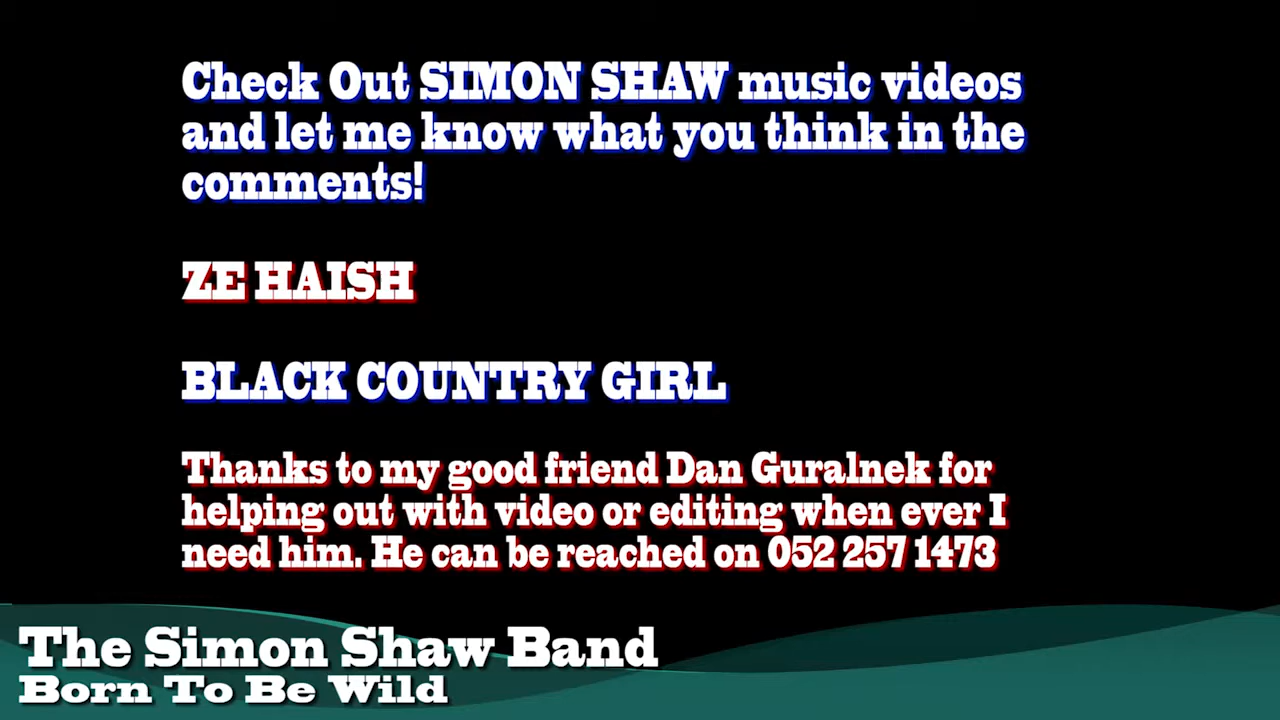 Check Out SIMON SHAW music videos
and let me know what you think in the
comments!
ZE HAISH
BLACK COUNTRY GIRL
Thanks to my good friend Dan Guralnek for
helping out with video or editing when ever I
need him. He can be reached on 052 257 1473
The Simon Shaw Band
Born To Be Wild